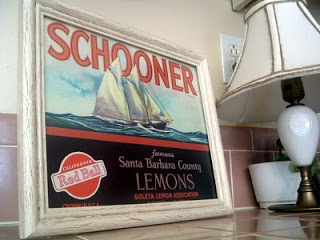 SCHOONER
famous
Santa Barbara County
LEMONS
GOLETA LEMON ASSOCIATION
CALIFORNIA
Red Ball